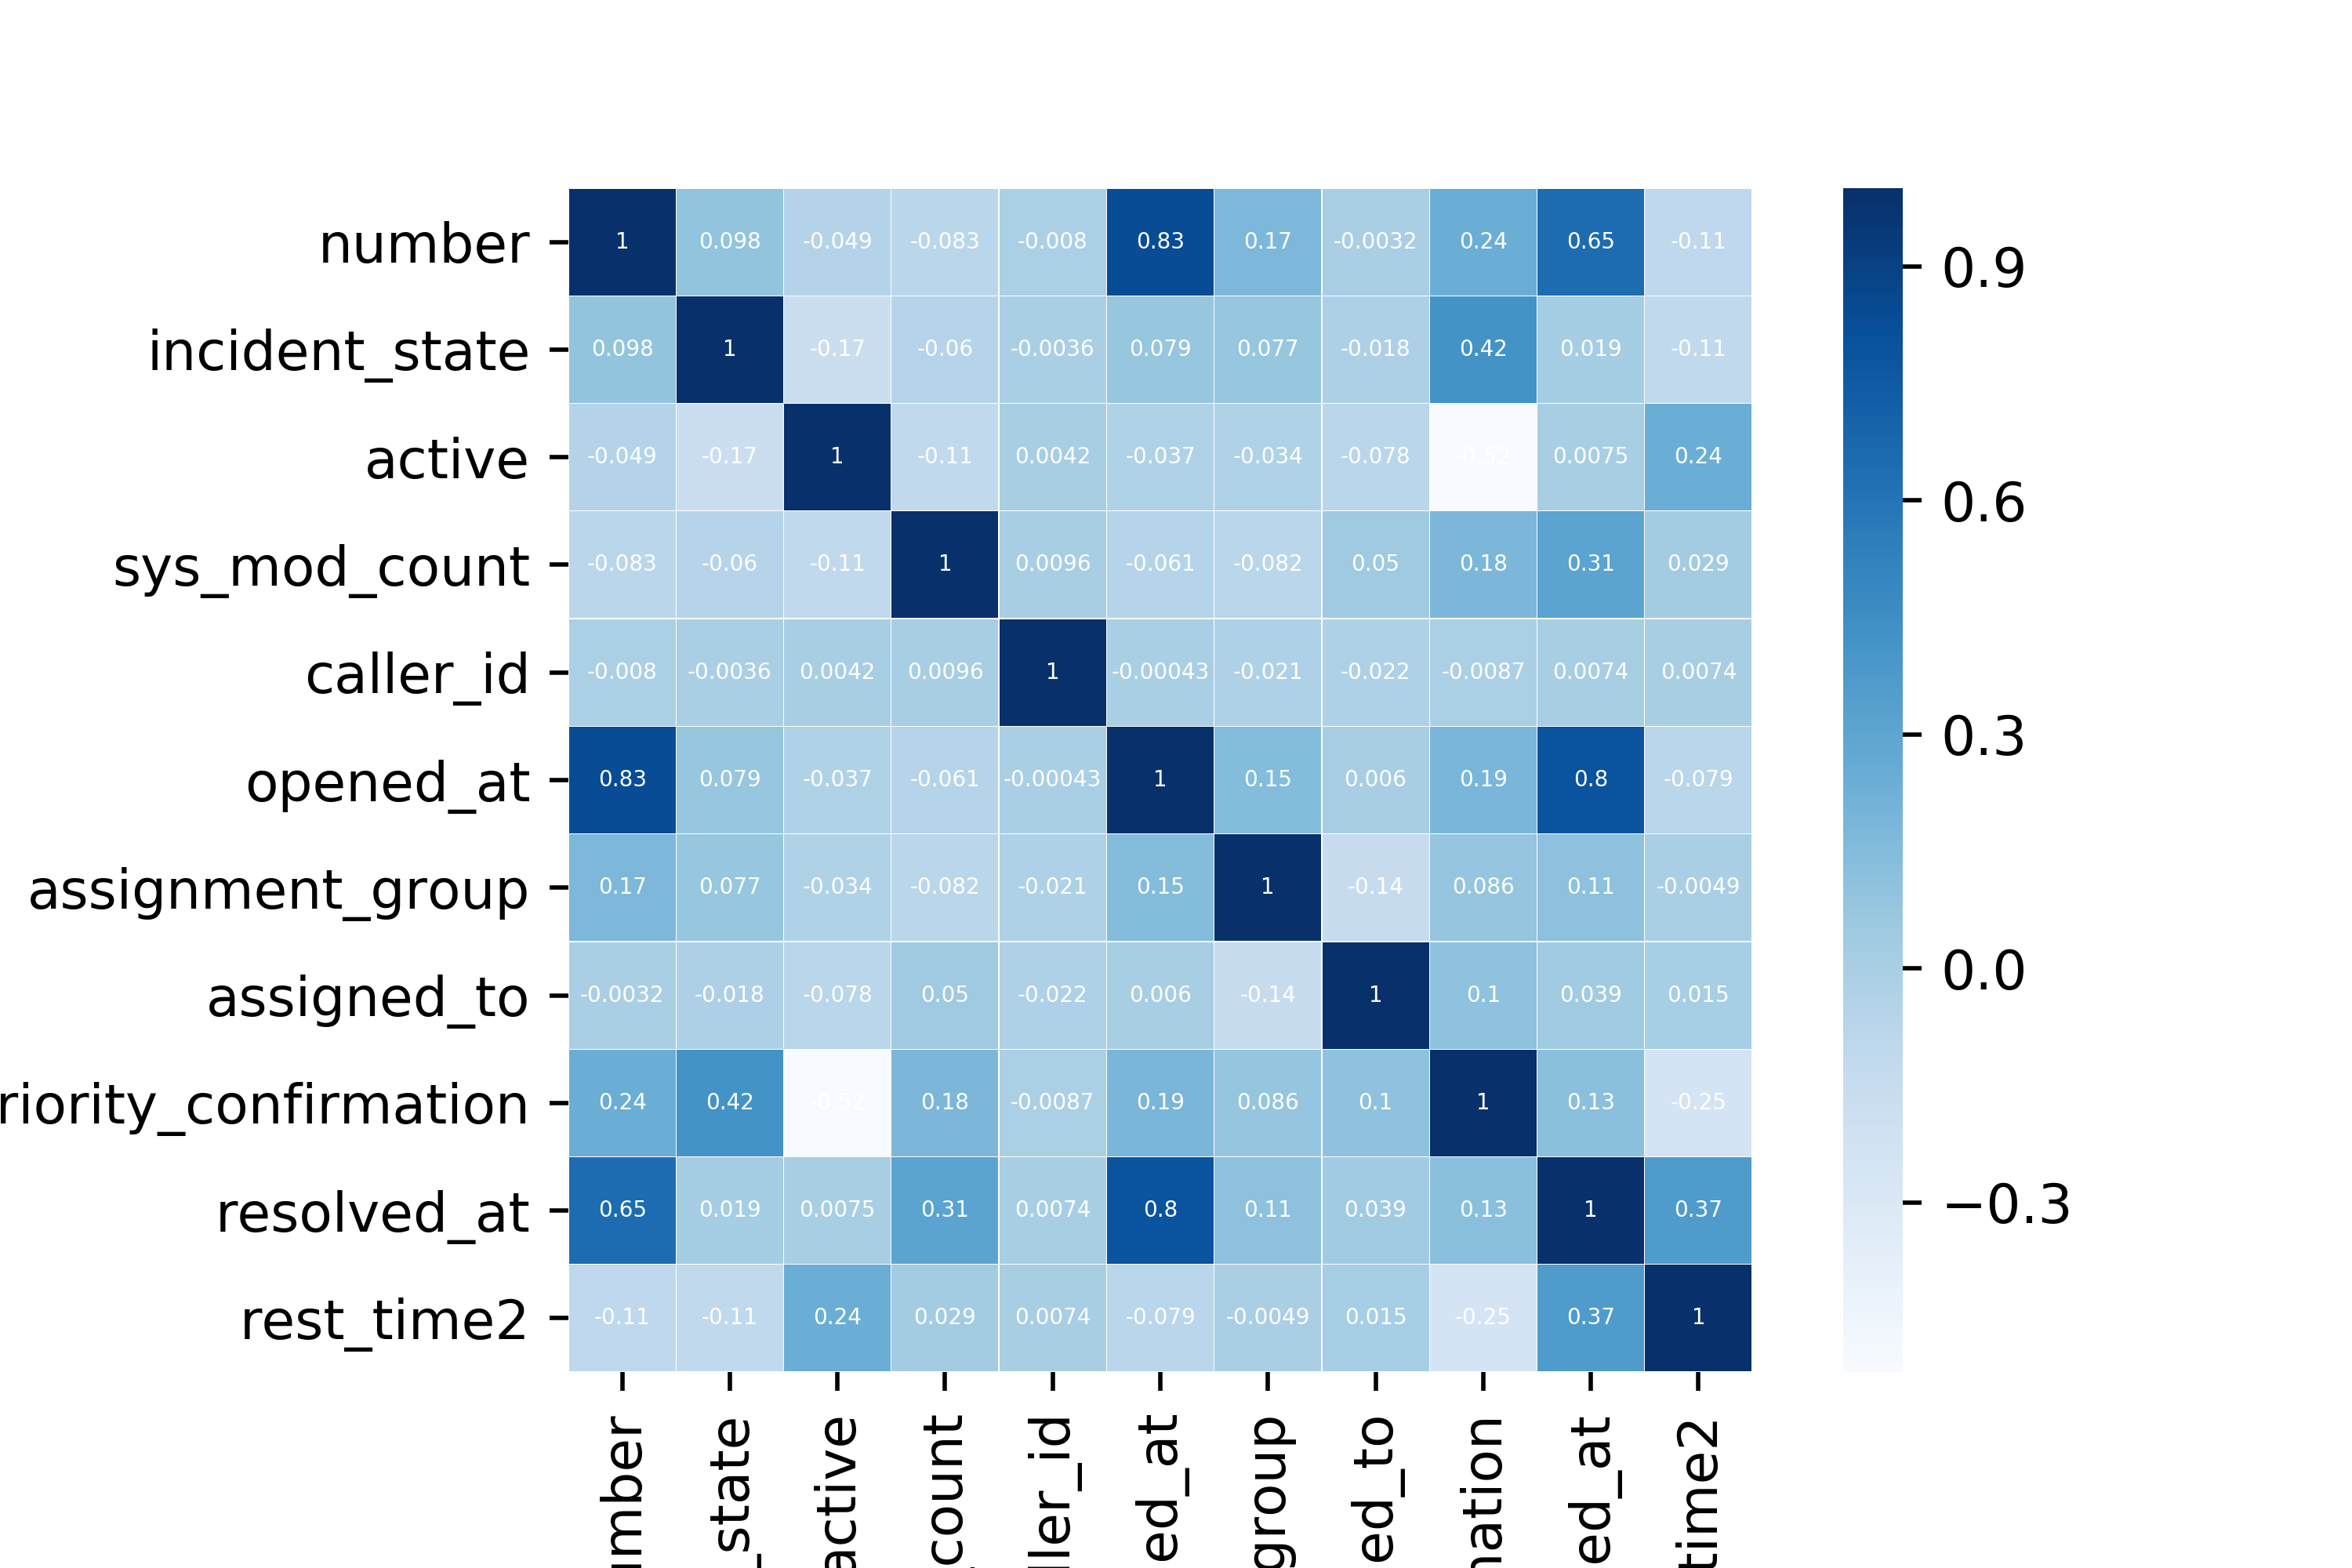 number 1 0.098 -0.049 -0.083 -0.008 0.83 0.17 -0.0032 0.24 0.65 -0.11
incident_state 0.098 1 -0.17 -0.06 -0.0036 0.079 0.077 -0.018 0.42 0.019 -0.11
active -0.049 -0.17 1 -0.11 0.0042 -0.037 -0.034 -0.078 -0.52 0.0075 0.24
sys_mod_count -0.083 -0.06 -0.11 1 0.0096 -0.061 -0.082 0.05 0.18 0.31 0.029
caller_id -0.008 -0.0036 0.0042 0.0096 1 -0.00043 -0.021 -0.022 -0.0087 0.0074 0.0074
opened_at 0.83 0.079 -0.037 -0.061 -0.00043 1 0.15 0.006 0.19 0.8 -0.079
assignment_group 0.17 0.077 -0.034 -0.082 -0.021 0.15 1 -0.14 0.086 0.11 -0.0049
assigned_to -0.0032 -0.018 -0.078 0.05 -0.022 0.006 -0.14 1 0.1 0.039 0.015
riority_confirmation 0.24 0.42 -0.52 0.18 -0.0087 0.19 0.086 0.1 1 0.13 -0.25
resolved_at 0.65 0.019 0.0075 0.31 0.0074 0.8 0.11 0.039 0.13 1 0.37
rest_time2 -0.11 -0.11 0.24 0.029 0.0074 -0.079 -0.0049 0.015 -0.25 0.37 1
umber
_state
active
count
ller_id
ed_at
group
ed_to
nation
ed_at
time2
0.9
0.6
0.3
0.0
−0.3